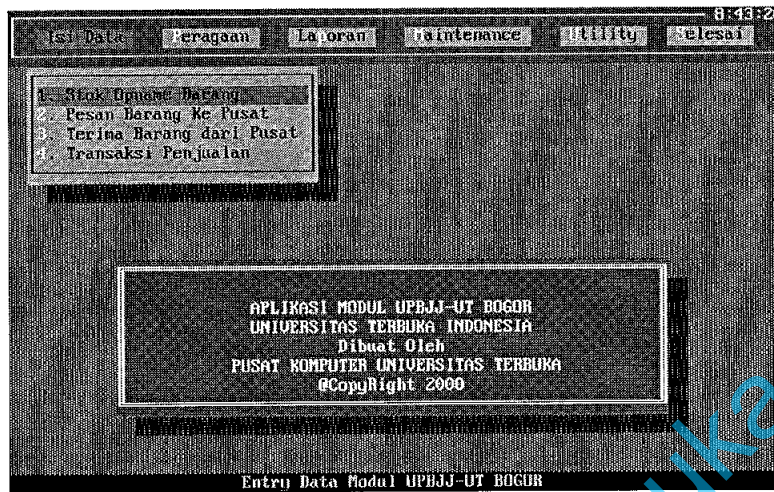 8:43:2
Isi Data Peragaan Laporan Maintenance Utility Selesai
1. Stok Opname Barang
2. Pesan Barang Ke Pusat
3. Terima Barang dari Pusat
4. Transaksi Penjualan
APLIKASI MODUL UPBJJ-UT BOGOR
UNIVERSITAS TERBUKA INDONESIA
Dibuat Oleh
PUSAT KOMPUTER UNIVERSITAS TERBUKA
@CopyRight 2000
Entry Data Modul UPBJJ-UT BOGOR
uka